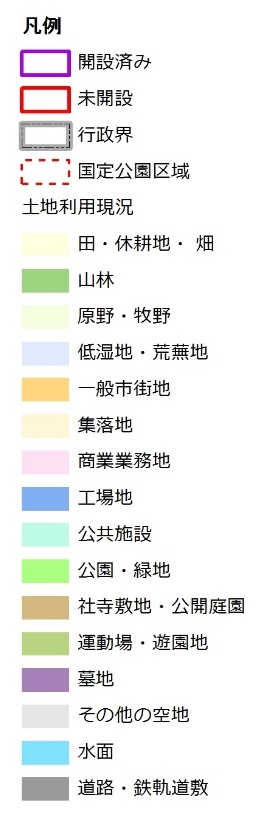 凡例
開設済み
未開設
行政界
国定公園区域
土地利用現況
田・休耕地・ 畑
山林
原野・牧野
低湿地・荒蕪地
一般市街地
集落地
商業業務地
工場地
公共施設
公園・緑地
社寺敷地・公開庭園
運動場・遊園地
墓地
その他の空地
水面
道路・鉄軌道敷